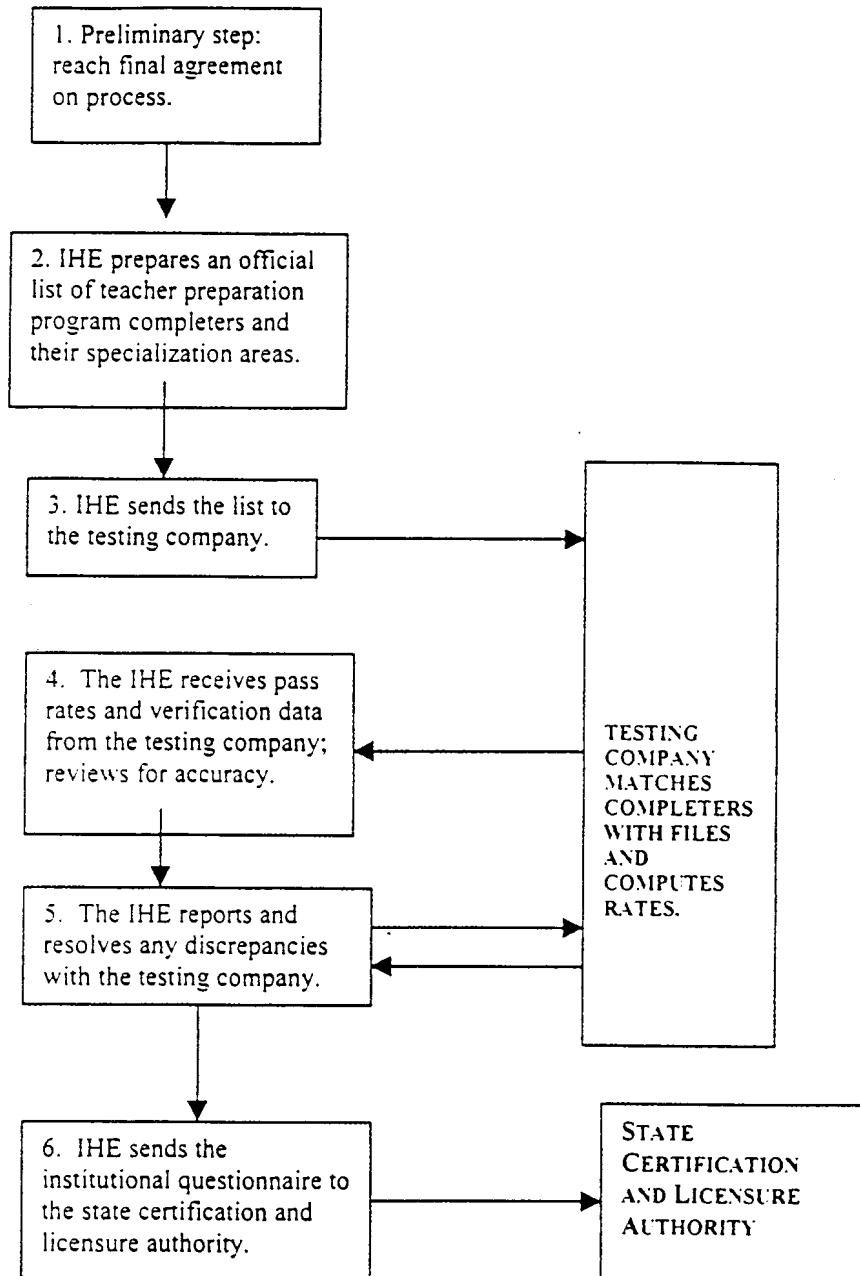 1. Preliminary step:
reach final agreement
on process.
2. IHE prepares an official
list of teacher preparation
program completers and
their specialization areas.
3. IHE sends the list to
the testing company.
4. The IHE receives pass
rates and verification data
from the testing company;
reviews for accuracy.
TESTING
COMPANY
MATCHES
COMPLETERS
WITH FILES
AND
COMPUTES
RATES.
5. The IHE reports and
resolves any discrepancies
with the testing company.
6. IHE sends the
institutional questionnaire to
the state certification and
licensure authority.
STATE
CERTIFICATION
AND LICENSURE
AUTHORITY